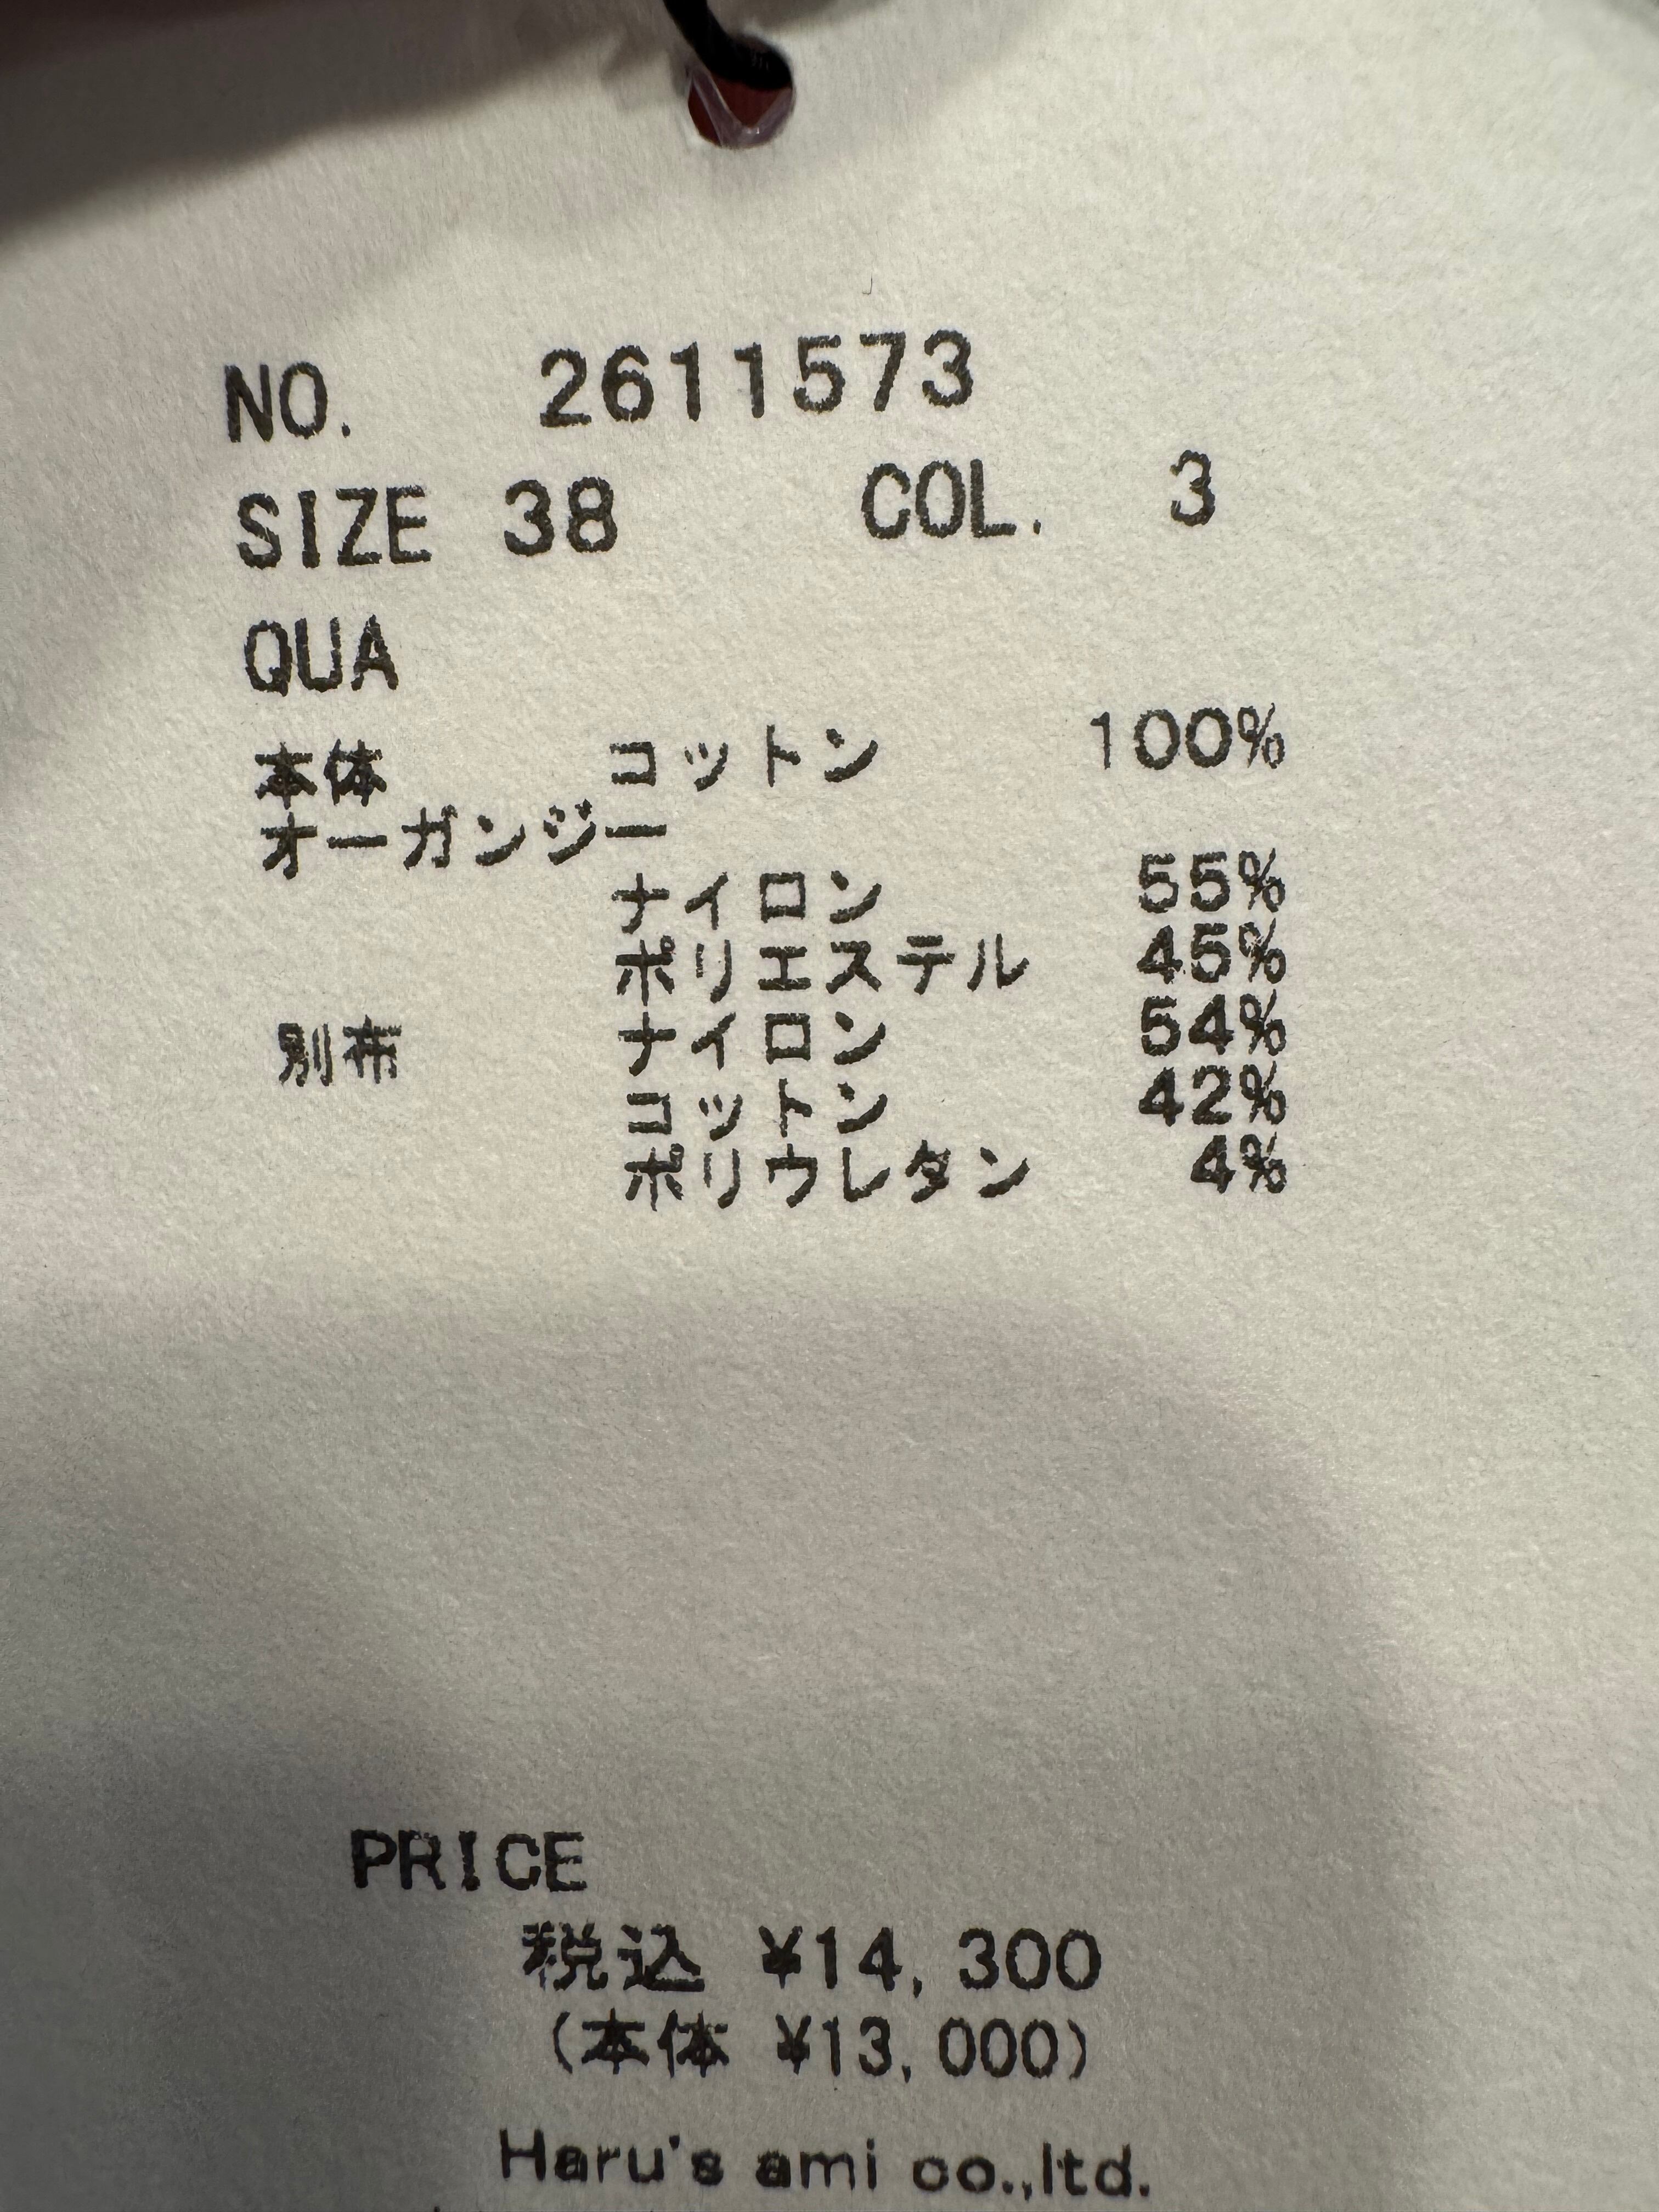 NO. 2611573
SIZE 38 COL. 3
QUA
本体 コットン 100%
オーガンジー
ナイロン 55%
ポリエステル 45%
別布 ナイロン 54%
コットン 42%
ポリウレタン 4%
PRICE
税込 ¥14,300
(本体 ¥13,000)
Haru's ami co.,ltd.